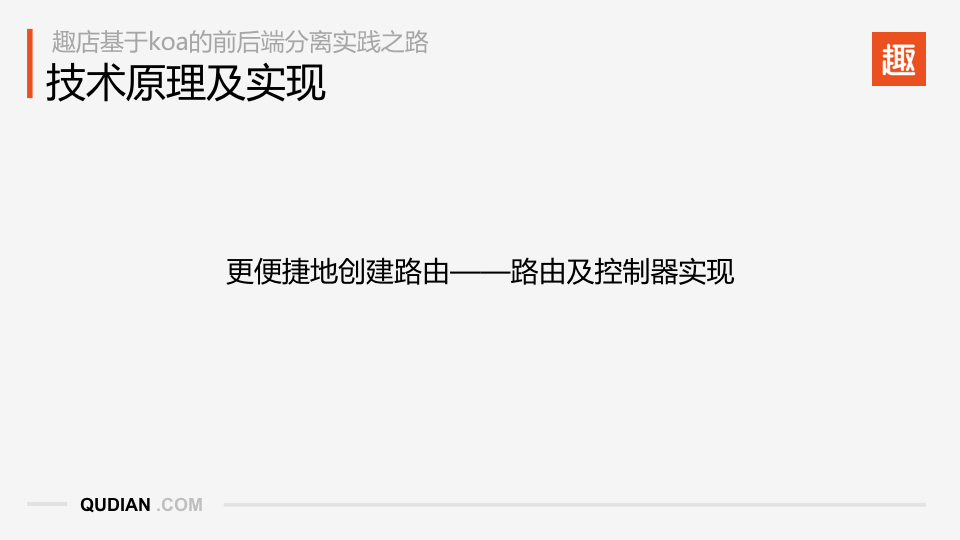 趣店基于koa的前后端分离实践之路
技术原理及实现
趣
更便捷地创建路由——路由及控制器实现
QUDIAN .COM